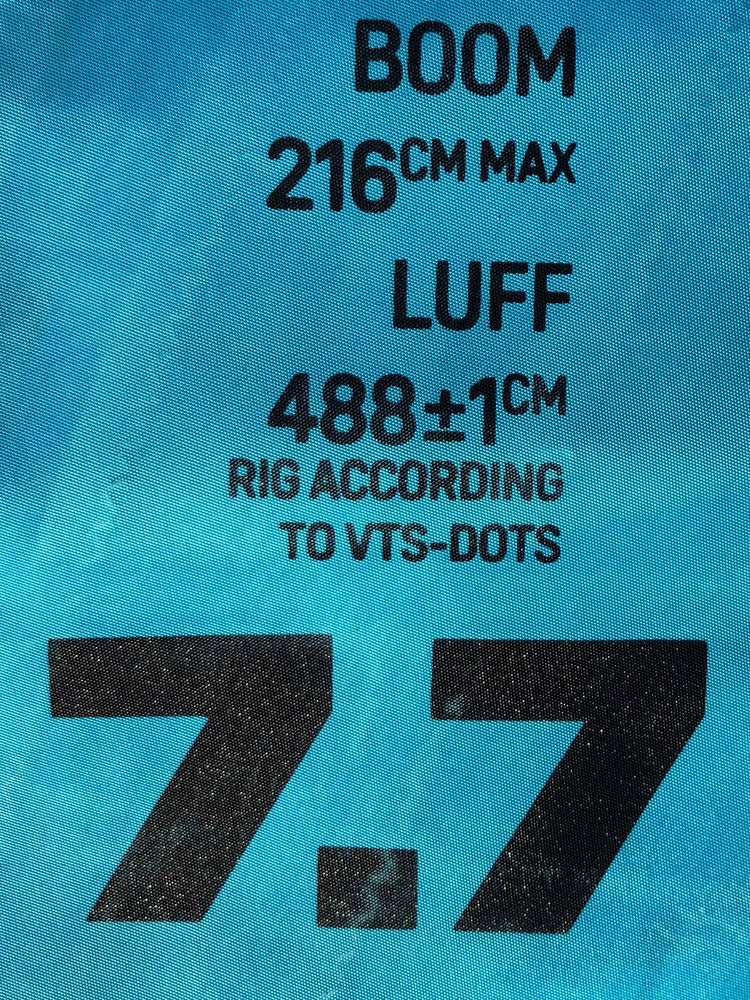 BOOM
216CM MAX
LUFF
488±1CM
RIG ACCORDING
TO VTS-DOTS
7.7